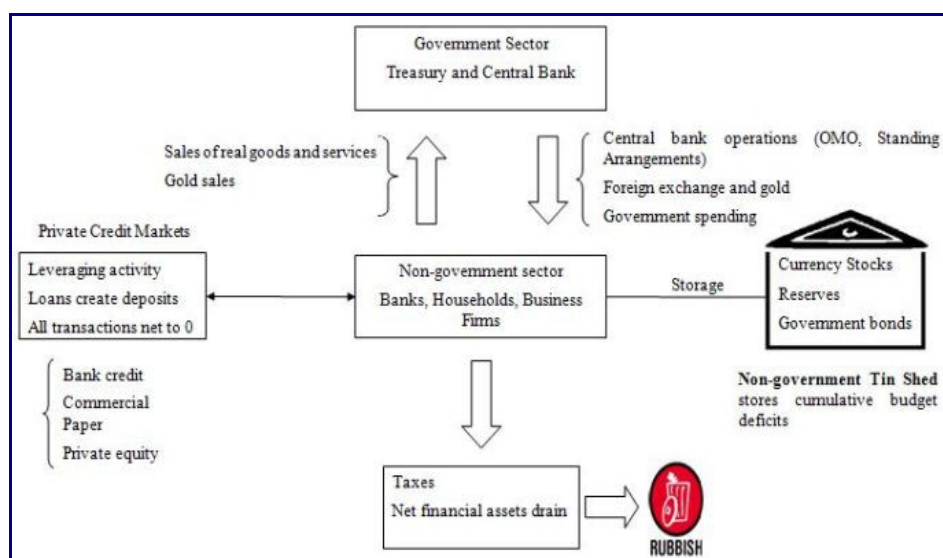 Government Sector
Treasury and Central Bank
Sales of real goods and services
Gold sales
Central bank operations (OMO, Standing
Arrangements)
Foreign exchange and gold
Government spending
Private Credit Markets
Leveraging activity
Loans create deposits
All transactions net to 0
Non-government sector
Banks, Households, Business
Firms
Storage
Currency Stocks
Reserves
Government bonds
Bank credit
Commercial
Paper
Private equity
Non-government Tin Shed
stores cumulative budget
deficits
Taxes
Net financial assets drain
RUBBISH